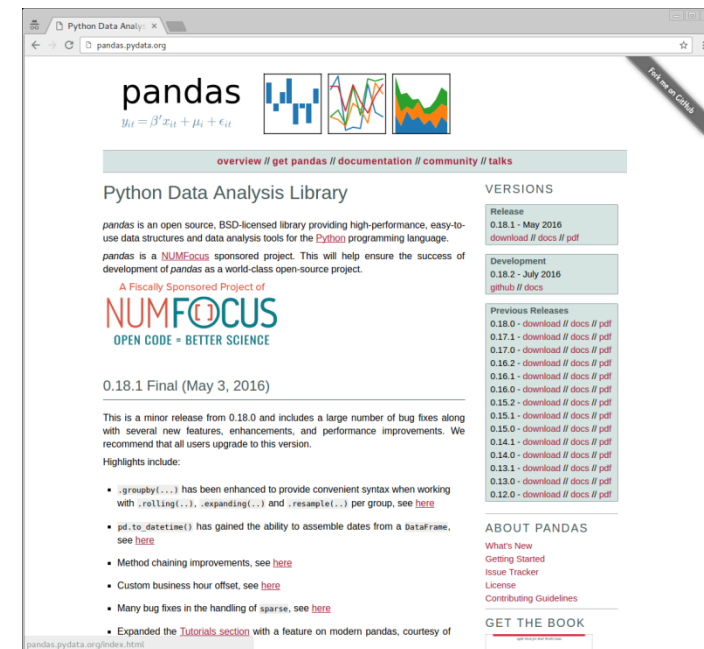 Python Data Analys
pandas.pydata.org
Fork me on GitHub
pandas
y_{it} = β′x_{it} + μ_i + ϵ_{it}
overview // get pandas // documentation // community // talks
Python Data Analysis Library
pandas is an open source, BSD-licensed library providing high-performance, easy-to-
use data structures and data analysis tools for the Python programming language.
pandas is a NUMFocus sponsored project. This will help ensure the success of
development of pandas as a world-class open-source project.
A Fiscally Sponsored Project of
NUMFOCUS
OPEN CODE = BETTER SCIENCE
0.18.1 Final (May 3, 2016)
This is a minor release from 0.18.0 and includes a large number of bug fixes along
with several new features, enhancements, and performance improvements. We
recommend that all users upgrade to this version.
Highlights include:
.groupby(...) has been enhanced to provide convenient syntax when working
with .rolling(..), .expanding(..) and .resample(..) per group, see here
pd.to_datetime() has gained the ability to assemble dates from a DataFrame,
see here
Method chaining improvements, see here
Custom business hour offset, see here
Many bug fixes in the handling of sparse, see here
Expanded the Tutorials section with a feature on modern pandas, courtesy of
VERSIONS
Release
0.18.1 - May 2016
download // docs // pdf
Development
0.18.2 - July 2016
github // docs
Previous Releases
0.18.0 - download // docs // pdf
0.17.1 - download // docs // pdf
0.17.0 - download // docs // pdf
0.16.2 - download // docs // pdf
0.16.1 - download // docs // pdf
0.16.0 - download // docs // pdf
0.15.2 - download // docs // pdf
0.15.1 - download // docs // pdf
0.15.0 - download // docs // pdf
0.14.1 - download // docs // pdf
0.14.0 - download // docs // pdf
0.13.1 - download // docs // pdf
0.13.0 - download // docs // pdf
0.12.0 - download // docs // pdf
ABOUT PANDAS
What's New
Getting Started
Issue Tracker
License
Contributing Guidelines
GET THE BOOK
pandas.pydata.org/index.html